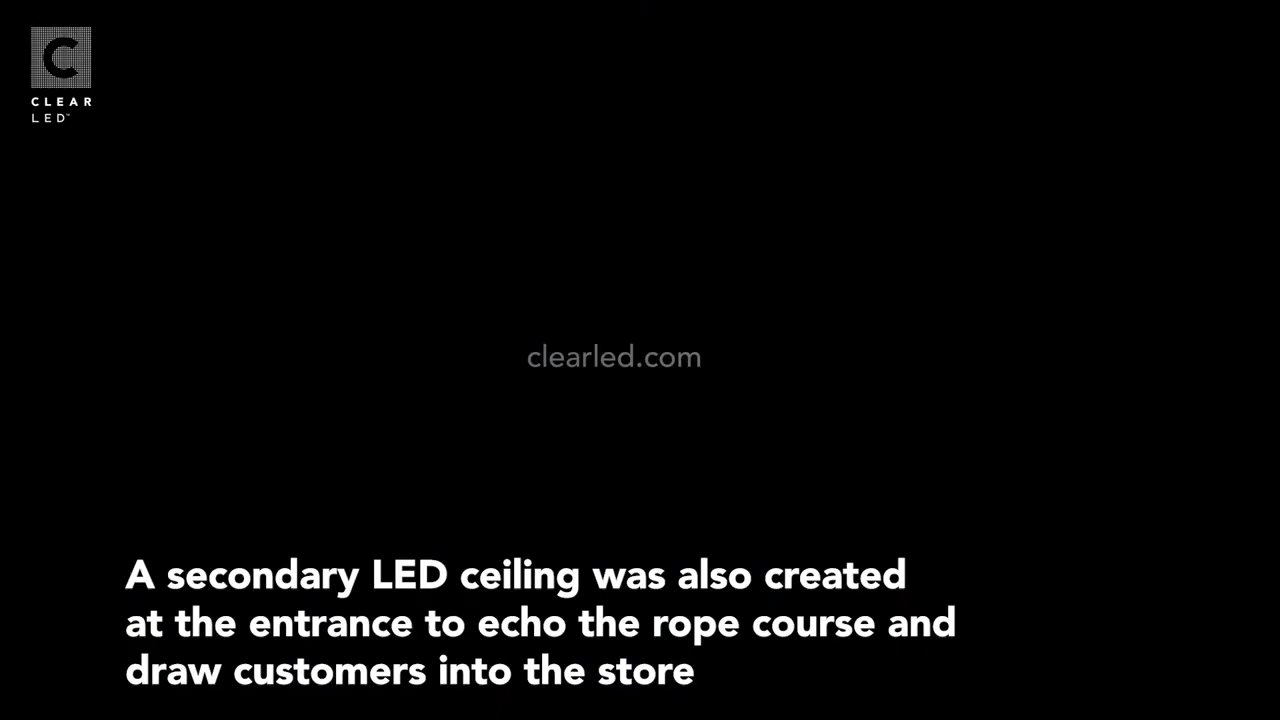 C
CLEAR
LED™
clearled.com
A secondary LED ceiling was also created
at the entrance to echo the rope course and
draw customers into the store